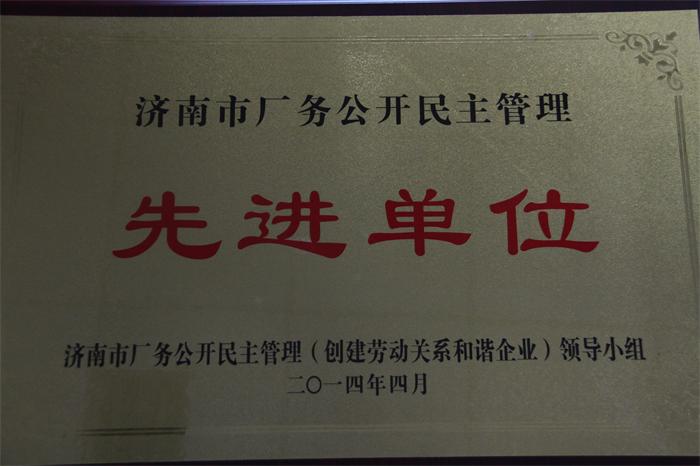 济南市厂务公开民主管理
先进单位
济南市厂务公开民主管理（创建劳动关系和谐企业）领导小组
二〇一四年四月